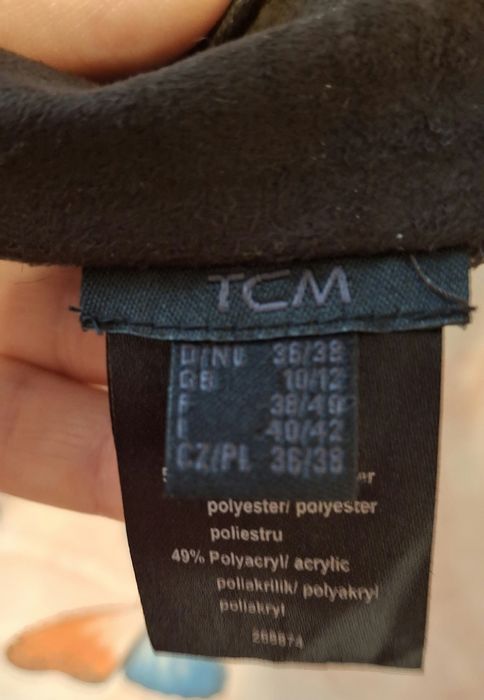 TCM
D/NL 36/38
GB 10/12
F 38/40
I 40/42
CZ/PL 36/38
polyester/ polyester
poliestru
49% Polyacryl/ acrylic
poliakrilik/ polyakryl
poliakryl